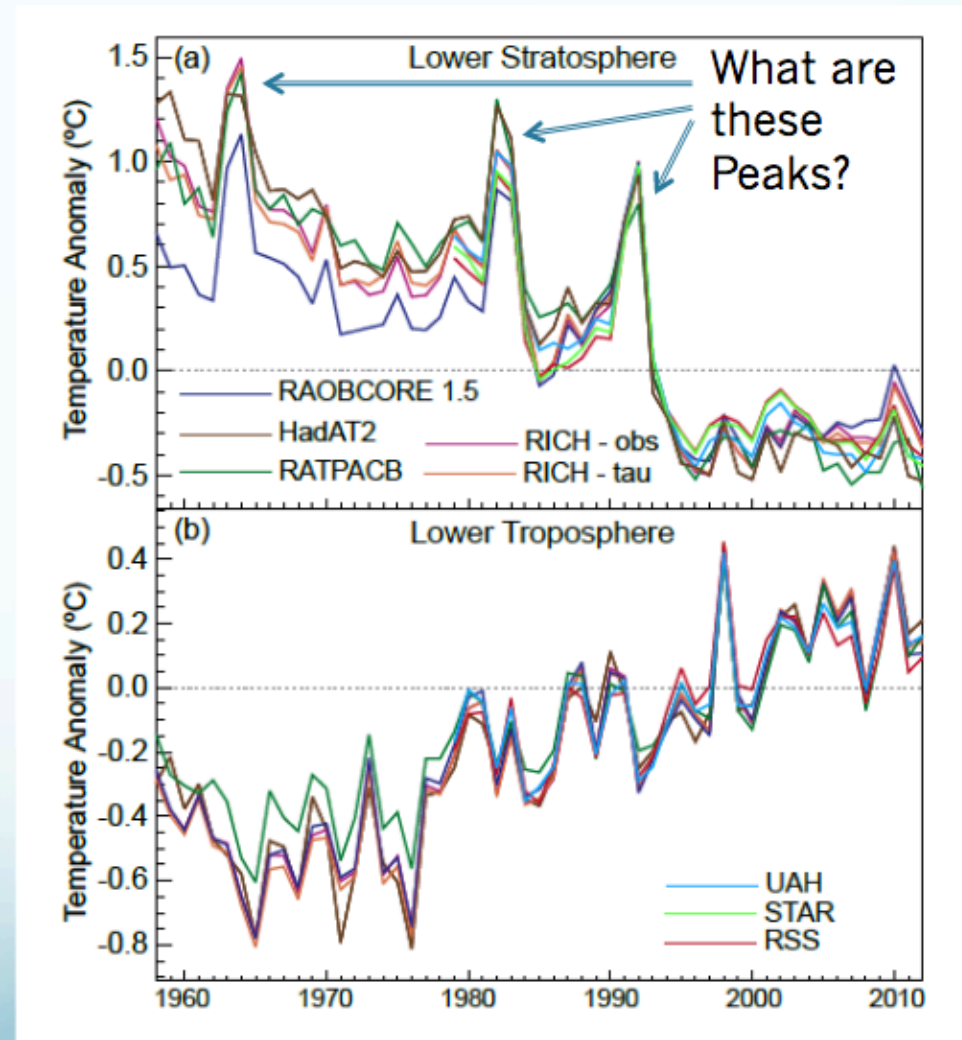 (a)
Lower Stratosphere
What are
these
Peaks?
Temperature Anomaly (ºC)
1.5
1.0
0.5
0.0
-0.5
RAOBCORE 1.5
HadAT2
RATPACB
RICH - obs
RICH - tau
(b)
Lower Troposphere
Temperature Anomaly (ºC)
0.4
0.2
0.0
-0.2
-0.4
-0.6
-0.8
UAH
STAR
RSS
1960 1970 1980 1990 2000 2010